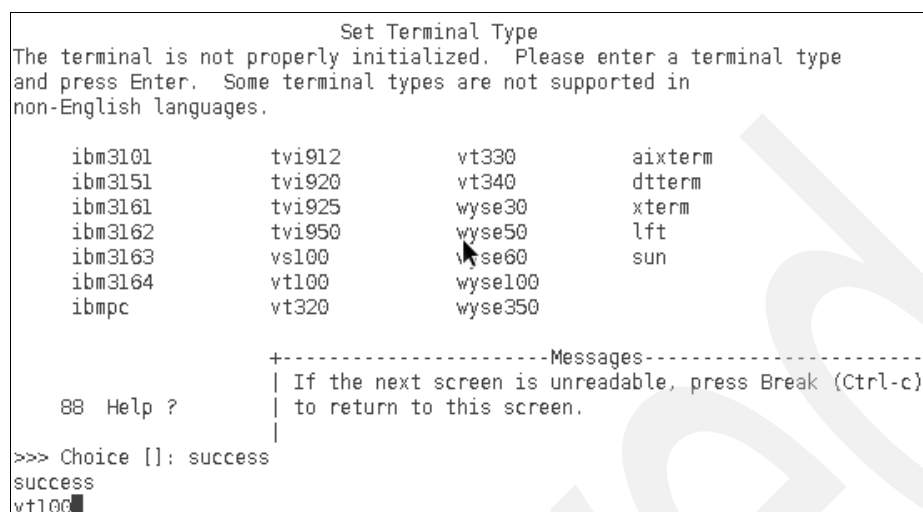 Set Terminal Type
The terminal is not properly initialized.  Please enter a terminal type
and press Enter.  Some terminal types are not supported in
non-English languages.
ibm3101 tvi912 vt330 aixterm
ibm3151 tvi920 vt340 dtterm
ibm3161 tvi925 wyse30 xterm
ibm3162 tvi950 wyse50 lft
ibm3163 vs100 wyse60 sun
ibm3164 vt100 wyse100
ibmpc vt320 wyse350
+-----------------------Messages------------------------
| If the next screen is unreadable, press Break (Ctrl-c)
88  Help ? | to return to this screen.
|
>>> Choice []: success
success
vt100